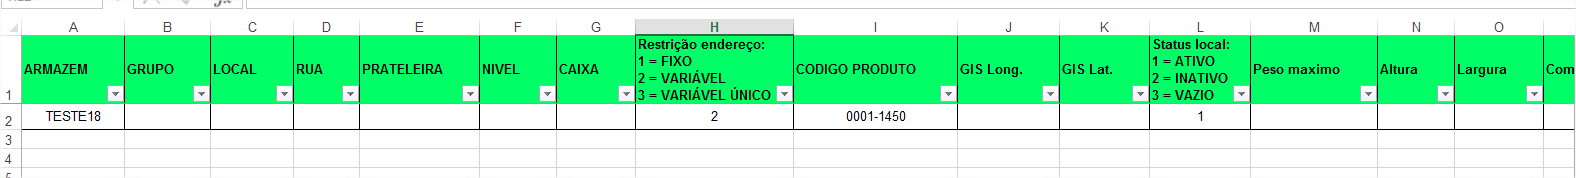 A B C D E F G H I J K L M N O
1 ARMAZEM GRUPO LOCAL RUA PRATELEIRA NIVEL CAIXA
Restrição endereço:
1 = FIXO
2 = VARIÁVEL
3 = VARIÁVEL ÚNICO
CODIGO PRODUTO GIS Long. GIS Lat.
Status local:
1 = ATIVO
2 = INATIVO
3 = VAZIO
Peso maximo Altura Largura Com
2 TESTE18 2 0001-1450 1
3
4